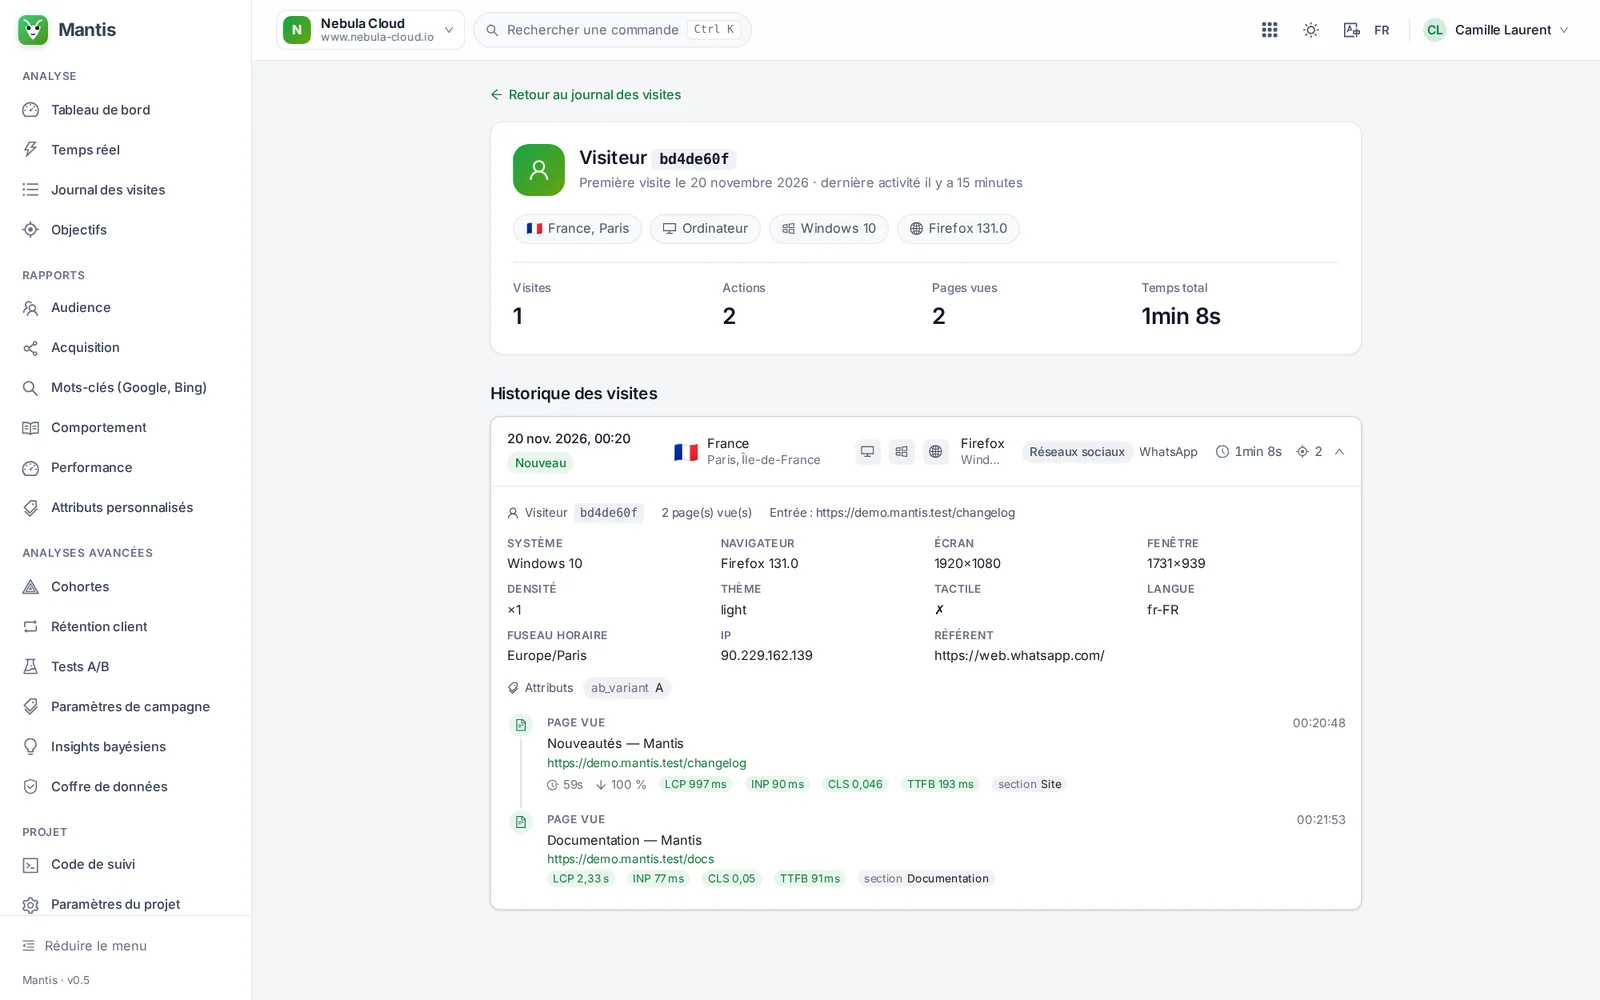 Mantis
ANALYSE
Tableau de bord
Temps réel
Journal des visites
Objectifs
RAPPORTS
Audience
Acquisition
Mots-clés (Google, Bing)
Comportement
Performance
Attributs personnalisés
ANALYSES AVANCÉES
Cohortes
Rétention client
Tests A/B
Paramètres de campagne
Insights bayésiens
Coffre de données
PROJET
Code de suivi
Paramètres du projet
Réduire le menu
Mantis · v0.5
N
Nebula Cloud
www.nebula-cloud.io
Rechercher une commande Ctrl K
FR
CL Camille Laurent
← Retour au journal des visites
Visiteur bd4de60f
Première visite le 20 novembre 2026 · dernière activité il y a 15 minutes
France, Paris Ordinateur Windows 10 Firefox 131.0
Visites Actions Pages vues Temps total
1 2 2 1min 8s
Historique des visites
20 nov. 2026, 00:20
Nouveau
France
Paris, Île-de-France
Firefox
Wind...
Réseaux sociaux WhatsApp 1min 8s 2
Visiteur bd4de60f 2 page(s) vue(s) Entrée : https://demo.mantis.test/changelog
SYSTÈME NAVIGATEUR ÉCRAN FENÊTRE
Windows 10 Firefox 131.0 1920×1080 1731×939
DENSITÉ THÈME TACTILE LANGUE
×1 light ✗ fr-FR
FUSEAU HORAIRE IP RÉFÉRENT
Europe/Paris 90.229.162.139 https://web.whatsapp.com/
Attributs ab_variant A
PAGE VUE 00:20:48
Nouveautés — Mantis
https://demo.mantis.test/changelog
59s ↓ 100 % LCP 997 ms INP 90 ms CLS 0,046 TTFB 193 ms section Site
PAGE VUE 00:21:53
Documentation — Mantis
https://demo.mantis.test/docs
LCP 2,33 s INP 77 ms CLS 0,05 TTFB 91 ms section Documentation